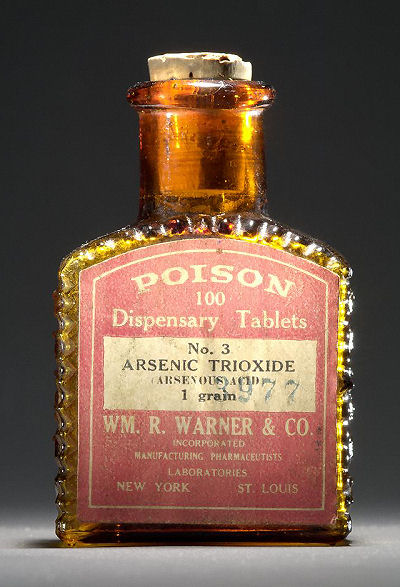 POISON
100
Dispensary Tablets
No. 3
ARSENIC TRIOXIDE
(ARSENOUS ACID)
1 grain 3977
WM. R. WARNER & CO.
INCORPORATED
MANUFACTURING PHARMACEUTISTS
LABORATORIES
NEW YORK ST. LOUIS